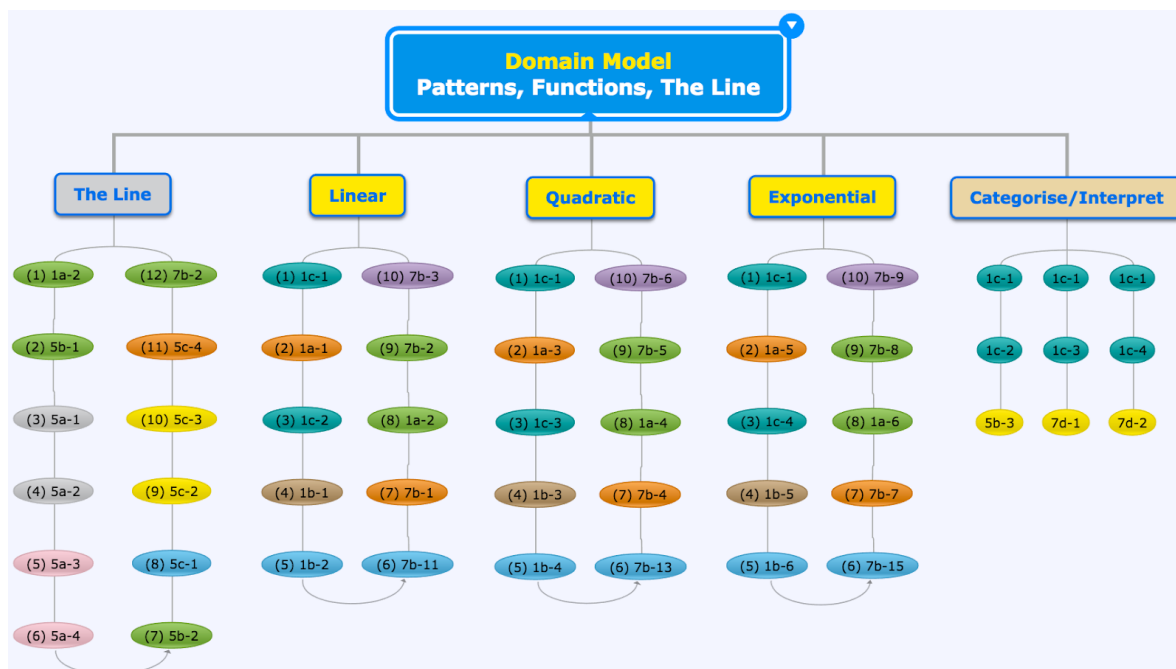 Domain Model
Patterns, Functions, The Line
The Line
Linear
Quadratic
Exponential
Categorise/Interpret
(1) 1a-2
(12) 7b-2
(2) 5b-1
(11) 5c-4
(3) 5a-1
(10) 5c-3
(4) 5a-2
(9) 5c-2
(5) 5a-3
(8) 5c-1
(6) 5a-4
(7) 5b-2
(1) 1c-1
(10) 7b-3
(2) 1a-1
(9) 7b-2
(3) 1c-2
(8) 1a-2
(4) 1b-1
(7) 7b-1
(5) 1b-2
(6) 7b-11
(1) 1c-1
(10) 7b-6
(2) 1a-3
(9) 7b-5
(3) 1c-3
(8) 1a-4
(4) 1b-3
(7) 7b-4
(5) 1b-4
(6) 7b-13
(1) 1c-1
(10) 7b-9
(2) 1a-5
(9) 7b-8
(3) 1c-4
(8) 1a-6
(4) 1b-5
(7) 7b-7
(5) 1b-6
(6) 7b-15
1c-1
1c-1
1c-1
1c-2
1c-3
1c-4
5b-3
7d-1
7d-2